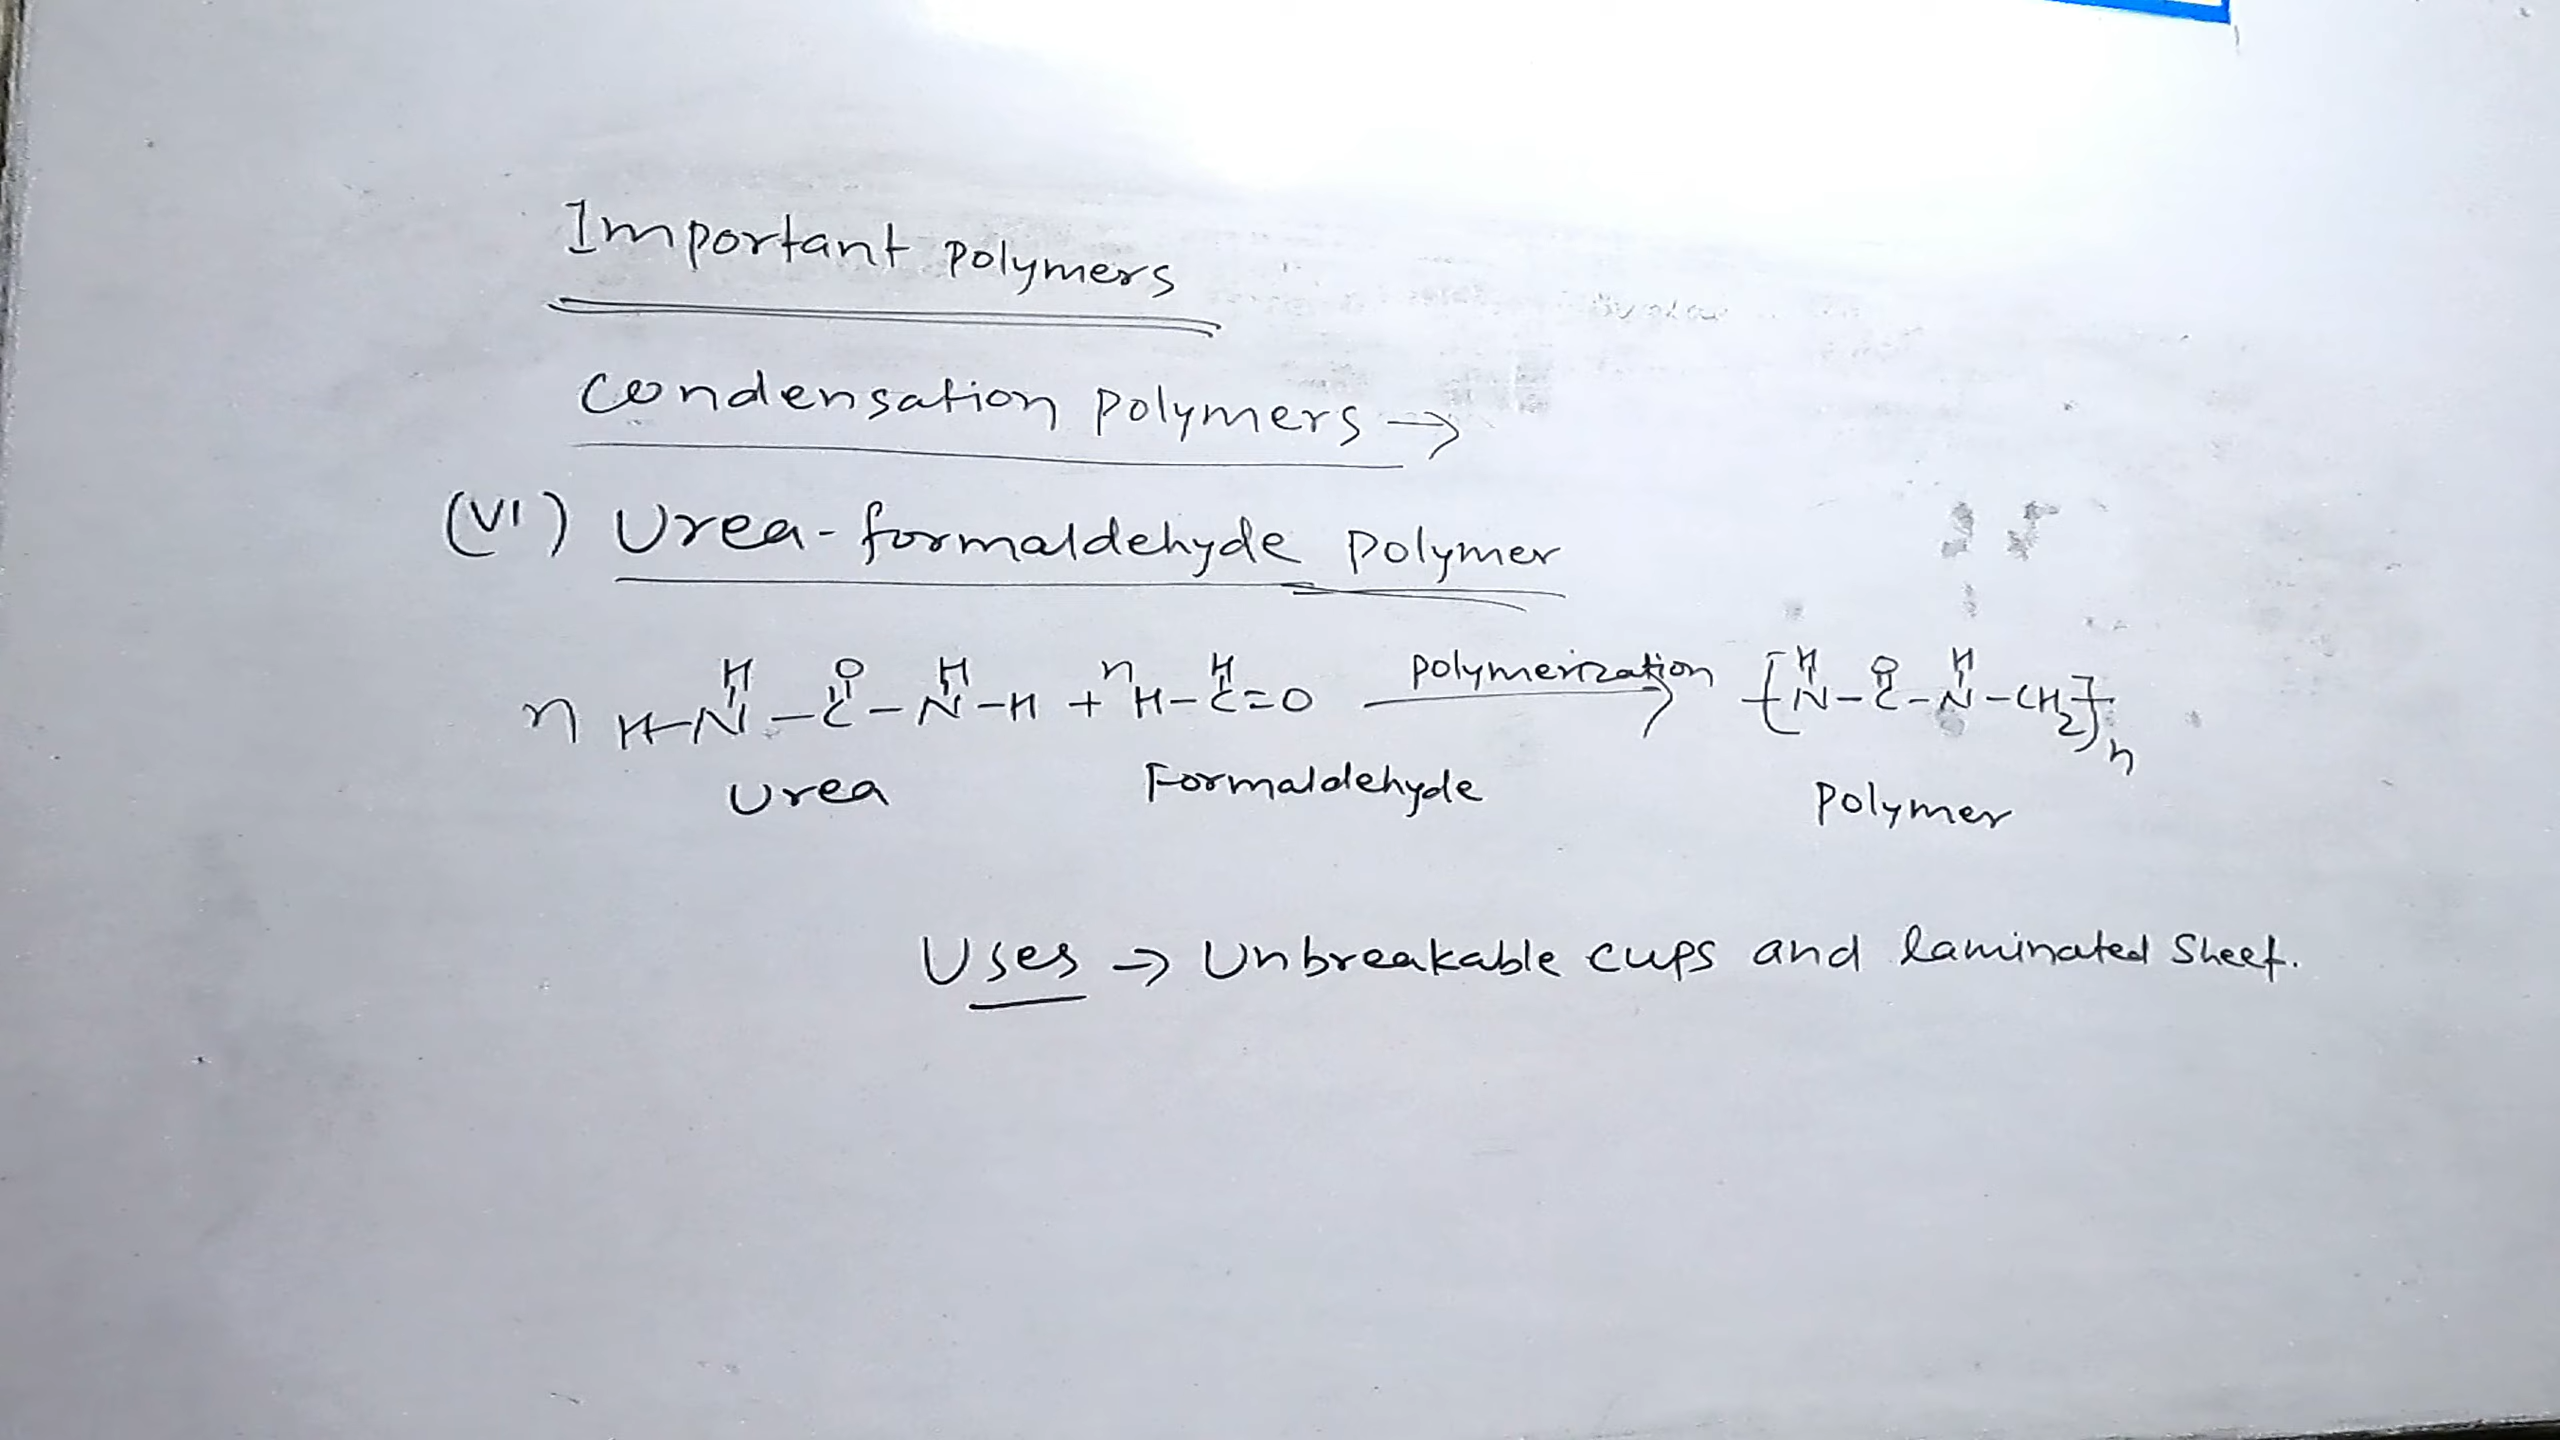 Important Polymers
Condensation Polymers →
(VI) Urea-formaldehyde Polymer
H O H n H polymerization H O H
n H-N-C-N-H + H-C=O → [N-C-N-CH2]n
Urea Formaldehyde Polymer
Uses → Unbreakable cups and laminated Sheet.